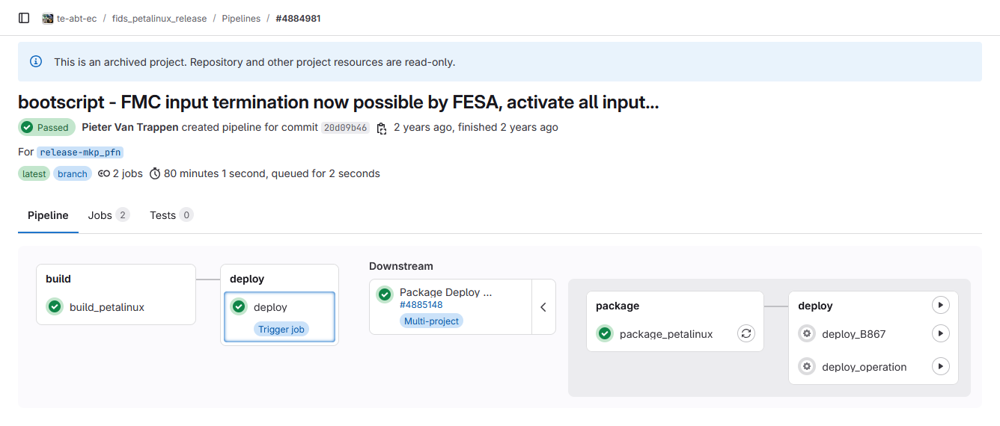 te-abt-ec / fids_petalinux_release / Pipelines / #4884981
This is an archived project. Repository and other project resources are read-only.
bootscript - FMC input termination now possible by FESA, activate all input...
Passed Pieter Van Trappen created pipeline for commit 20d09b46 2 years ago, finished 2 years ago
For release-mkp_pfn
latest branch 2 jobs 80 minutes 1 second, queued for 2 seconds
Pipeline Jobs 2 Tests 0
build
build_petalinux
deploy
deploy
Trigger job
Downstream
Package Deploy ...
#4885148
Multi-project
package
package_petalinux
deploy
deploy_B867
deploy_operation